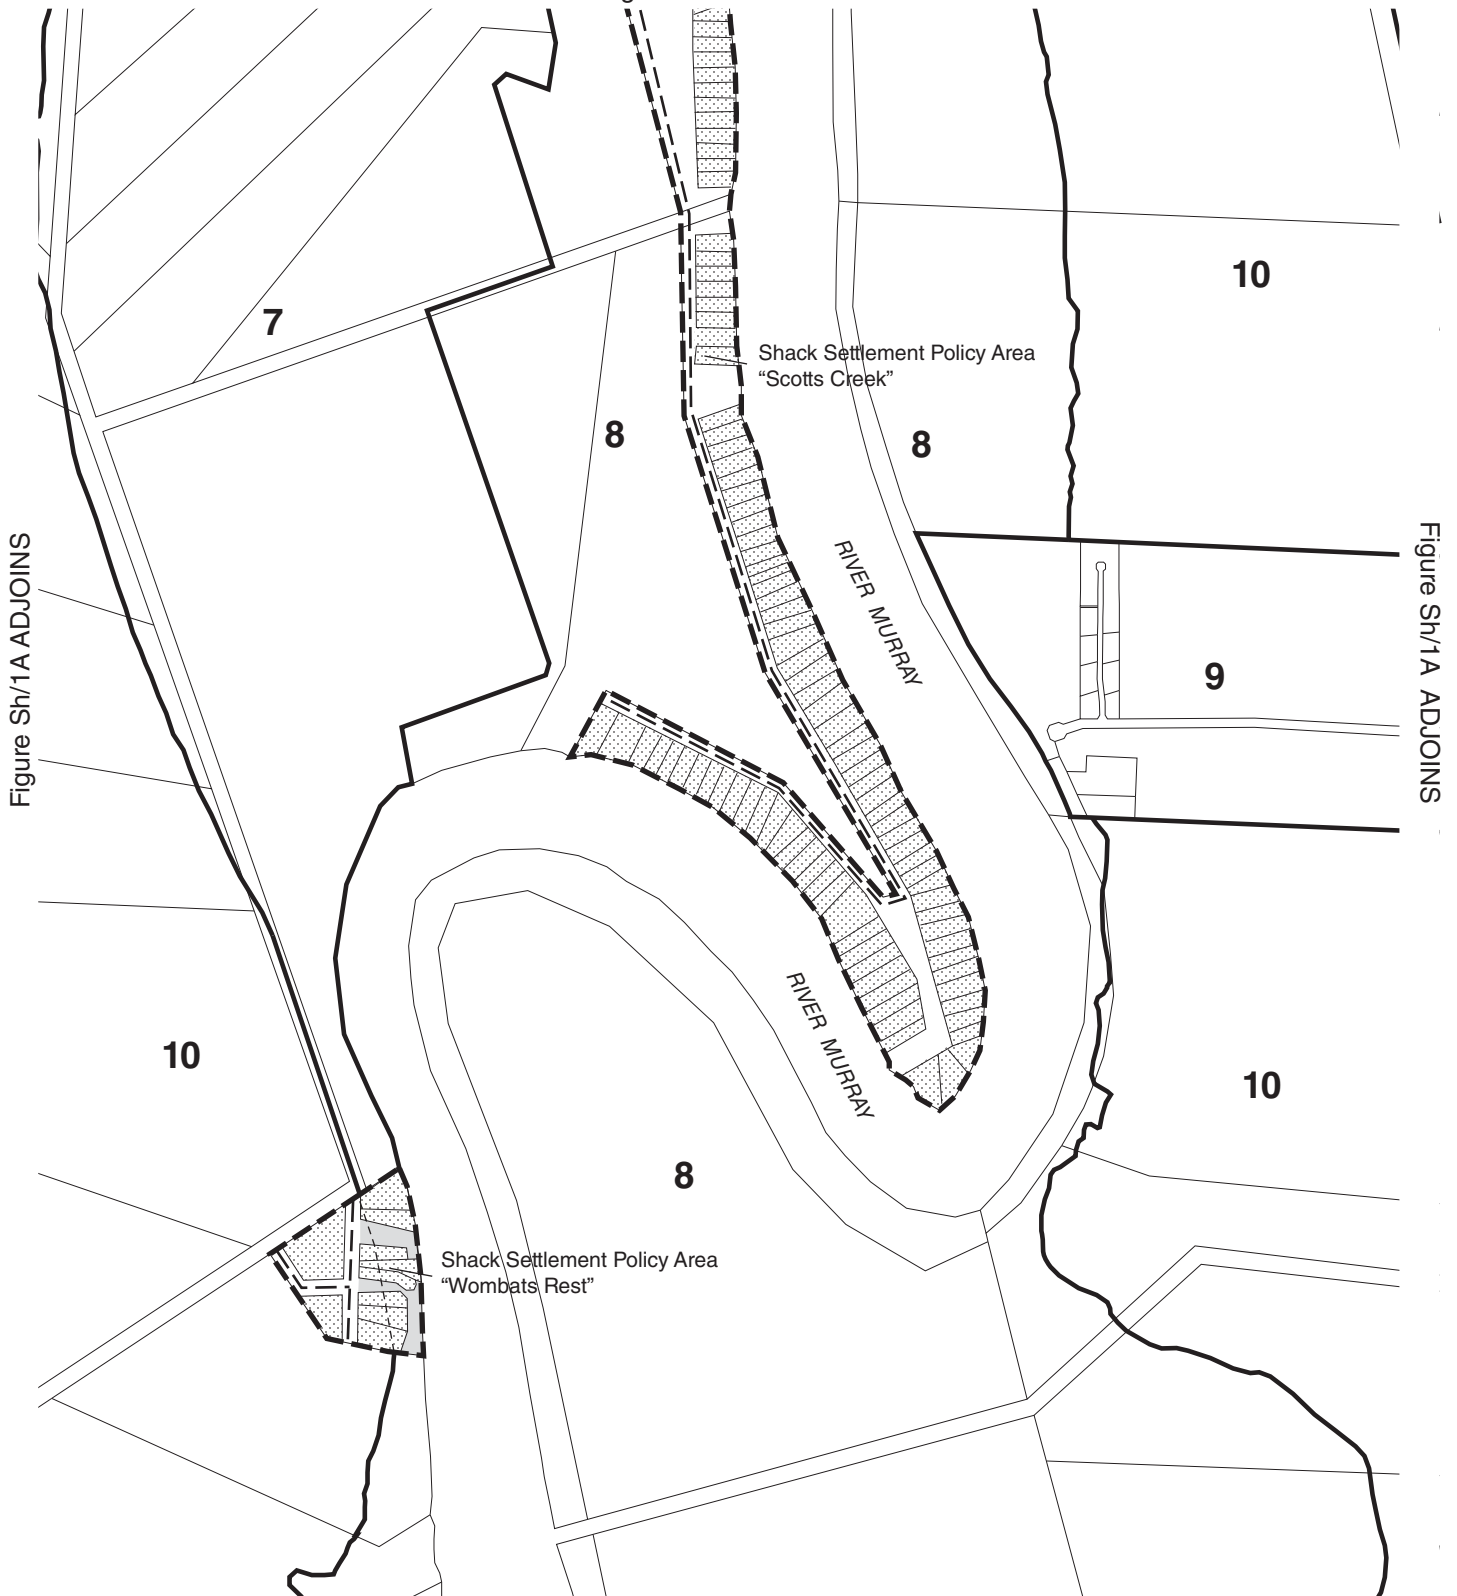 10
7
Shack Settlement Policy Area
“Scotts Creek”
8
8
Figure Sh/1A ADJOINS
Figure Sh/1A ADJOINS
RIVER MURRAY
9
RIVER MURRAY
10
10
8
Shack Settlement Policy Area
“Wombats Rest”